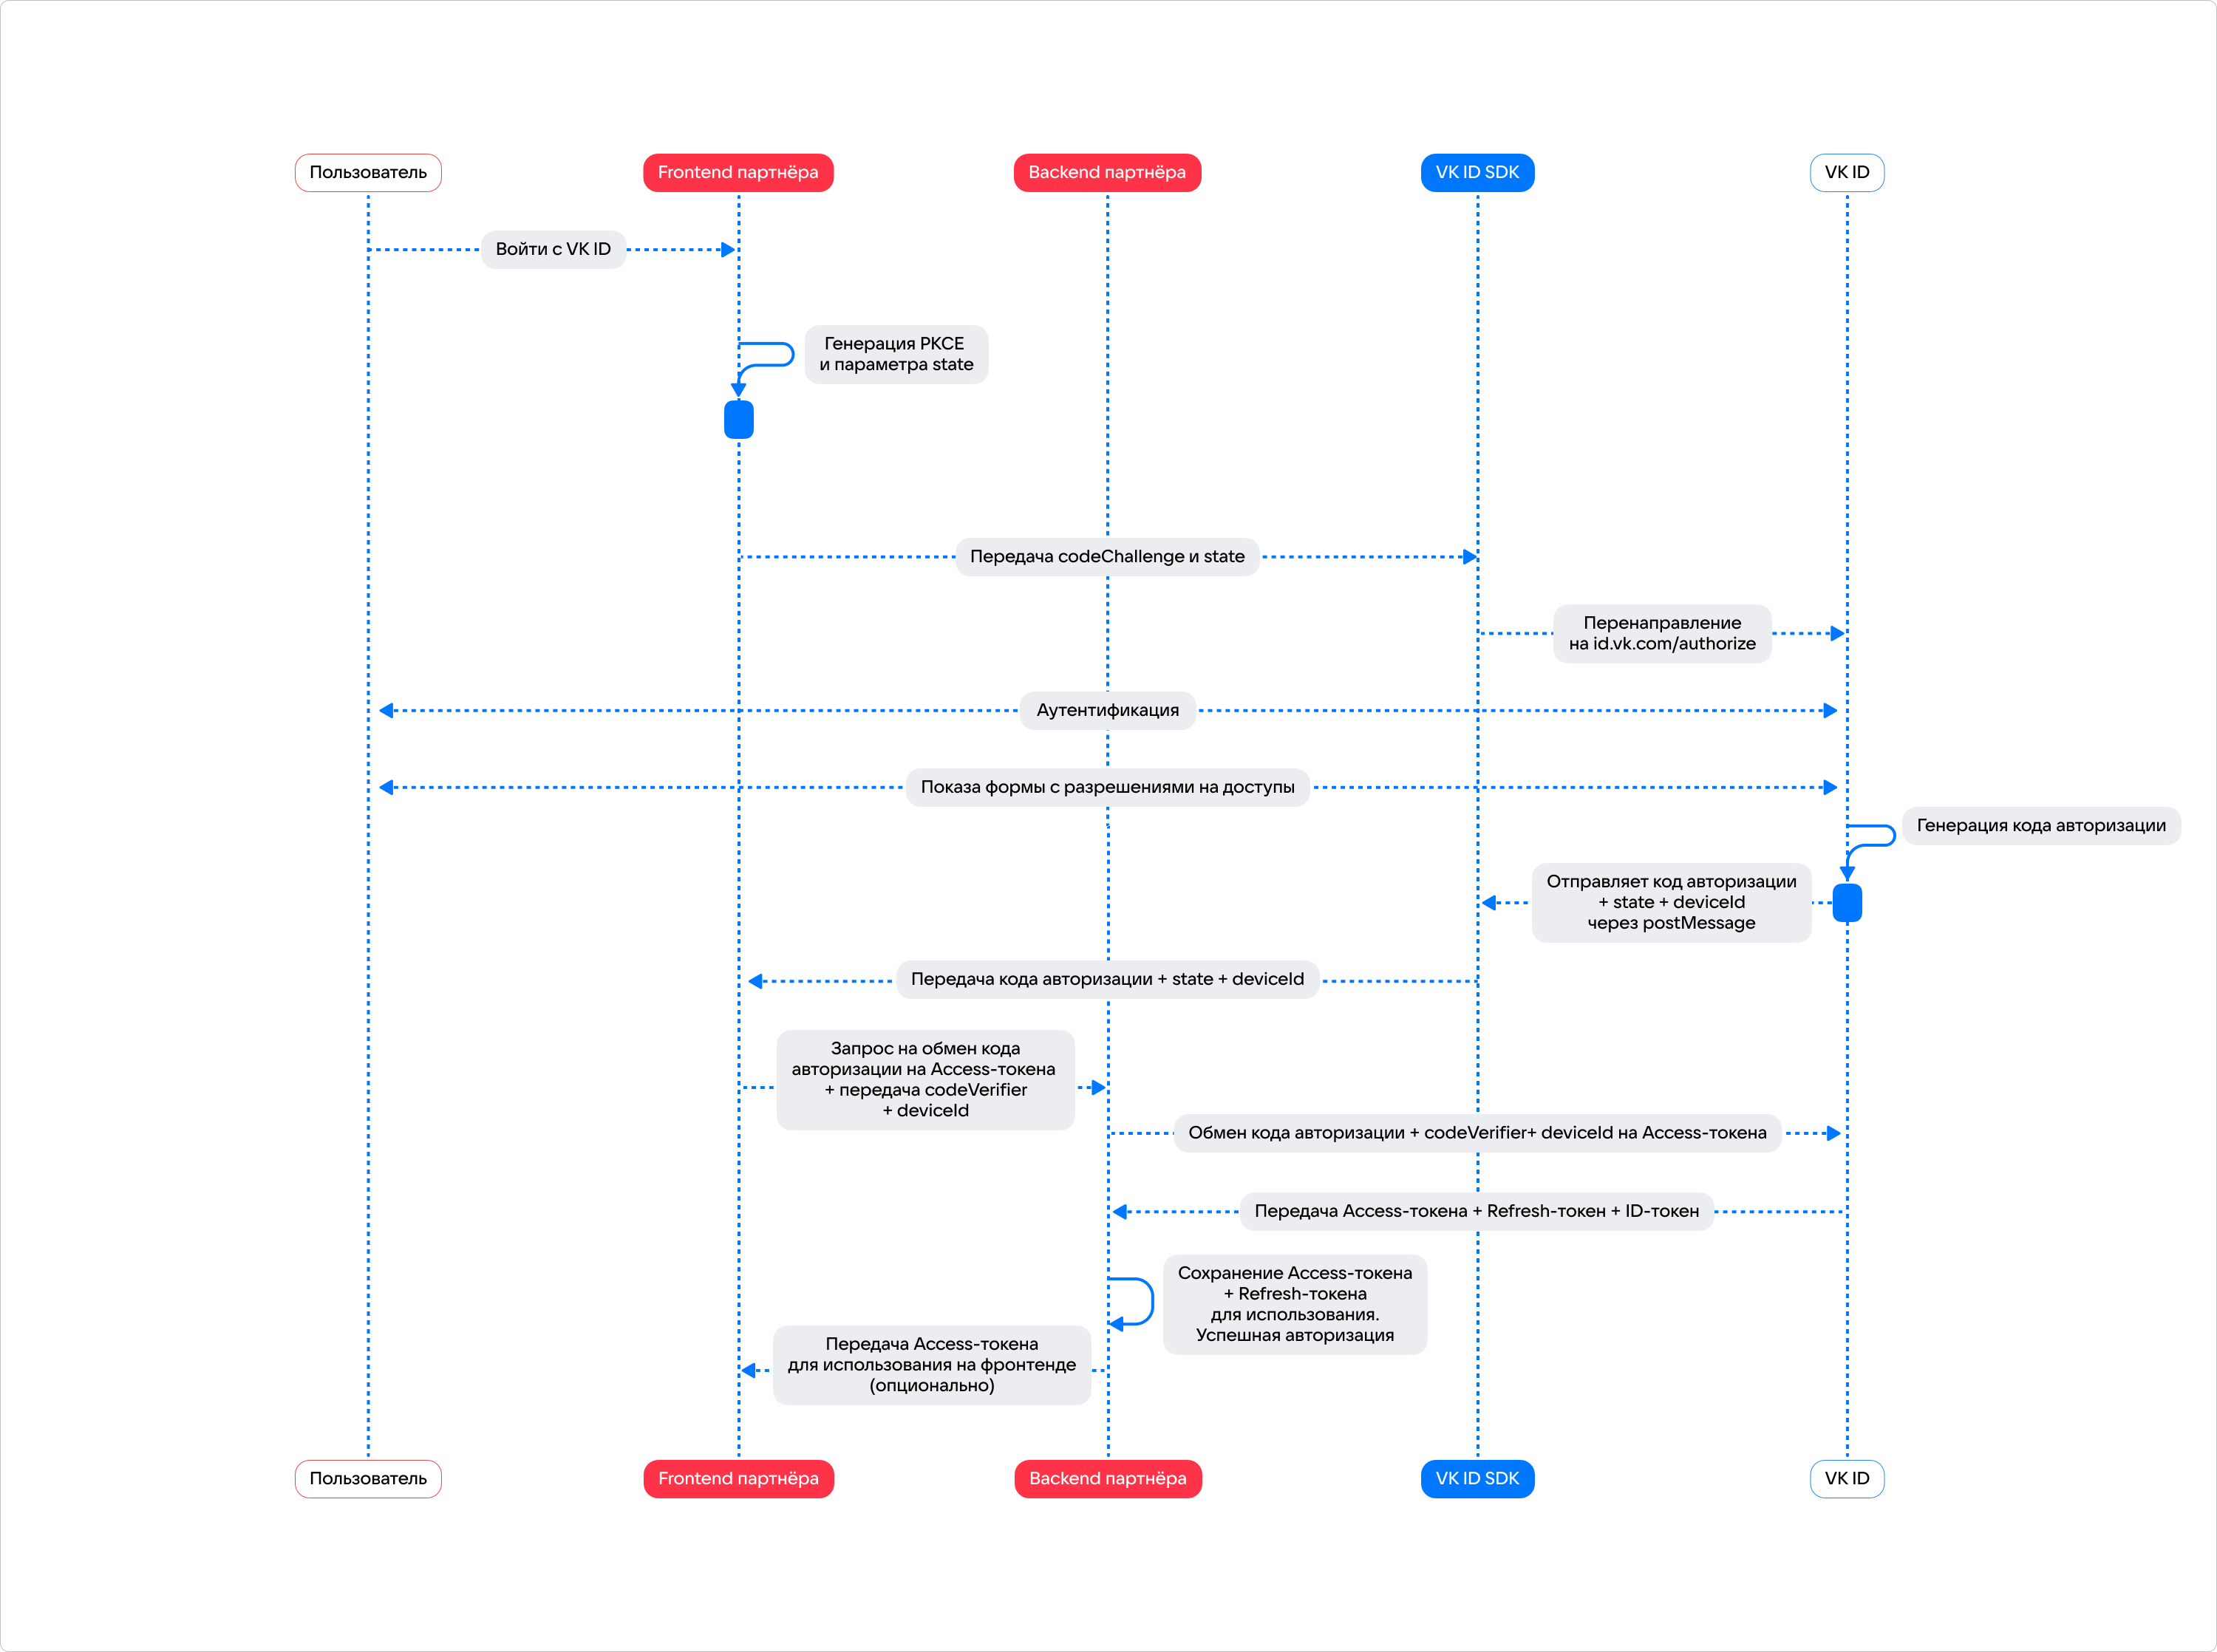 Пользователь
Frontend партнёра
Backend партнёра
VK ID SDK
VK ID
Войти с VK ID
Генерация PKCE
и параметра state
Передача codeChallenge и state
Перенаправление
на id.vk.com/authorize
Аутентификация
Показа формы с разрешениями на доступы
Генерация кода авторизации
Отправляет код авторизации
+ state + deviceId
через postMessage
Передача кода авторизации + state + deviceId
Запрос на обмен кода
авторизации на Access-токена
+ передача codeVerifier
+ deviceId
Обмен кода авторизации + codeVerifier+ deviceId на Access-токена
Передача Access-токена + Refresh-токен + ID-токен
Сохранение Access-токена
+ Refresh-токена
для использования.
Успешная авторизация
Передача Access-токена
для использования на фронтенде
(опционально)
Пользователь
Frontend партнёра
Backend партнёра
VK ID SDK
VK ID